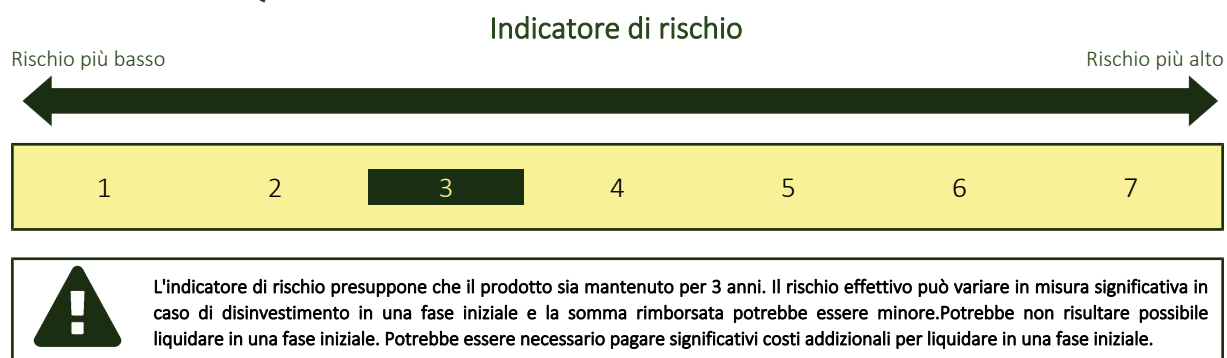 Indicatore di rischio
Rischio più basso
Rischio più alto
1 2 3 4 5 6 7
L'indicatore di rischio presuppone che il prodotto sia mantenuto per 3 anni. Il rischio effettivo può variare in misura significativa in
caso di disinvestimento in una fase iniziale e la somma rimborsata potrebbe essere minore.Potrebbe non risultare possibile
liquidare in una fase iniziale. Potrebbe essere necessario pagare significativi costi addizionali per liquidare in una fase iniziale.